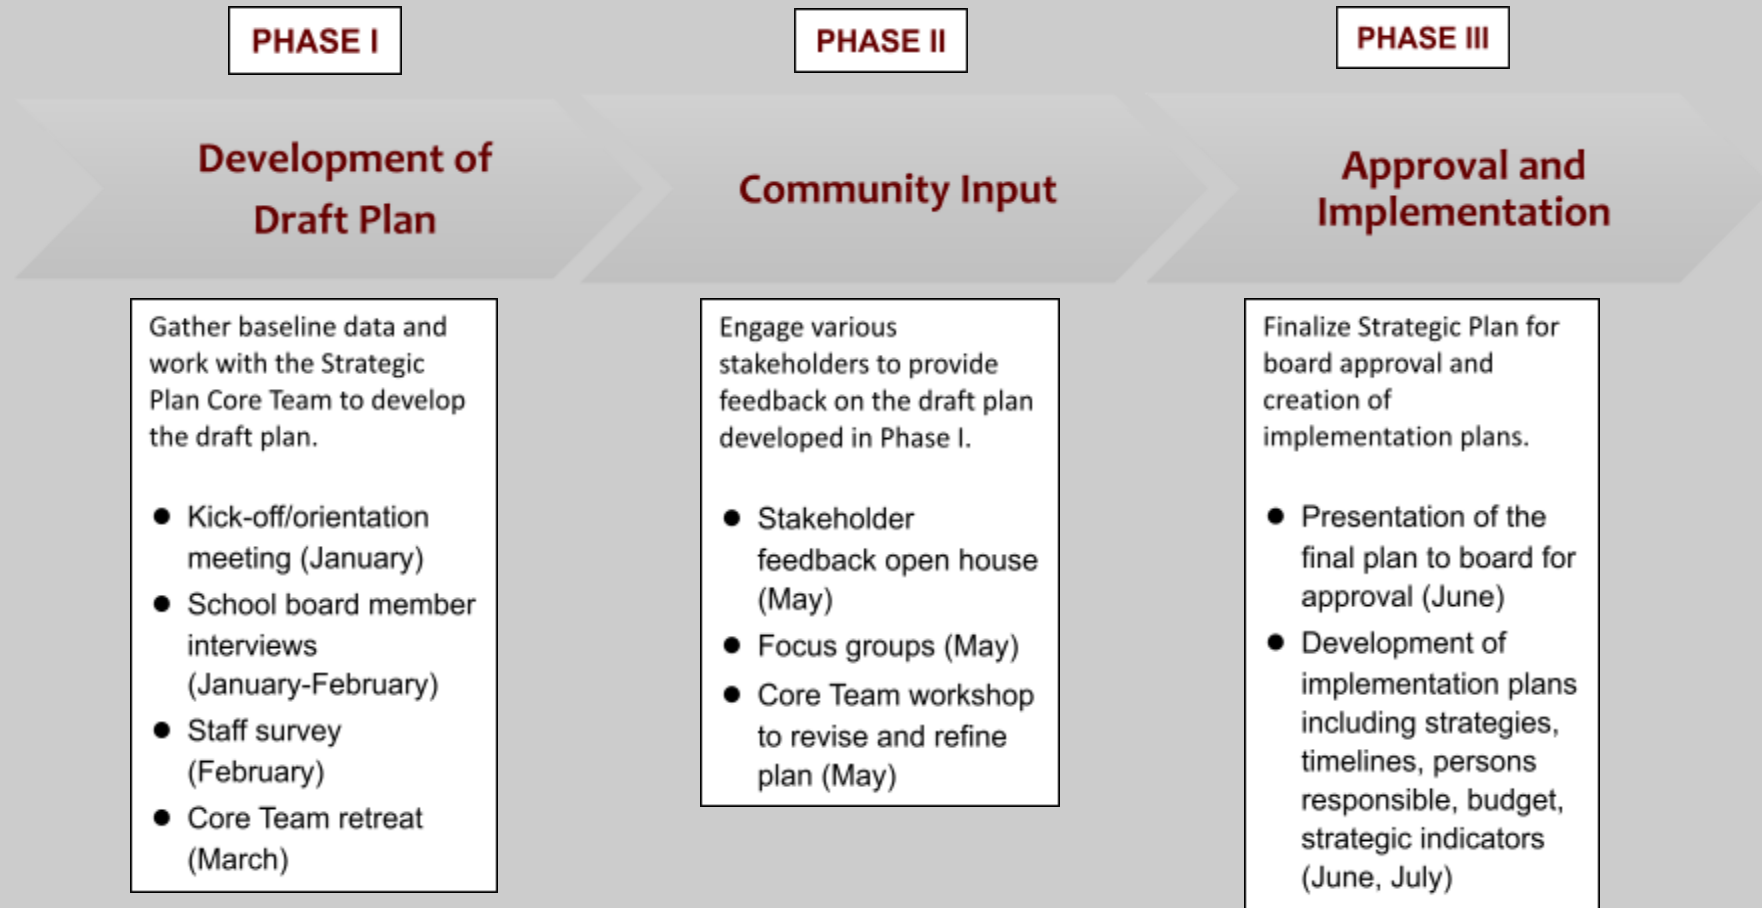 PHASE I
Development of
Draft Plan
Gather baseline data and
work with the Strategic
Plan Core Team to develop
the draft plan.
● Kick-off/orientation
meeting (January)
● School board member
interviews
(January-February)
● Staff survey
(February)
● Core Team retreat
(March)
PHASE II
Community Input
Engage various
stakeholders to provide
feedback on the draft plan
developed in Phase I.
● Stakeholder
feedback open house
(May)
● Focus groups (May)
● Core Team workshop
to revise and refine
plan (May)
PHASE III
Approval and
Implementation
Finalize Strategic Plan for
board approval and
creation of
implementation plans.
● Presentation of the
final plan to board for
approval (June)
● Development of
implementation plans
including strategies,
timelines, persons
responsible, budget,
strategic indicators
(June, July)